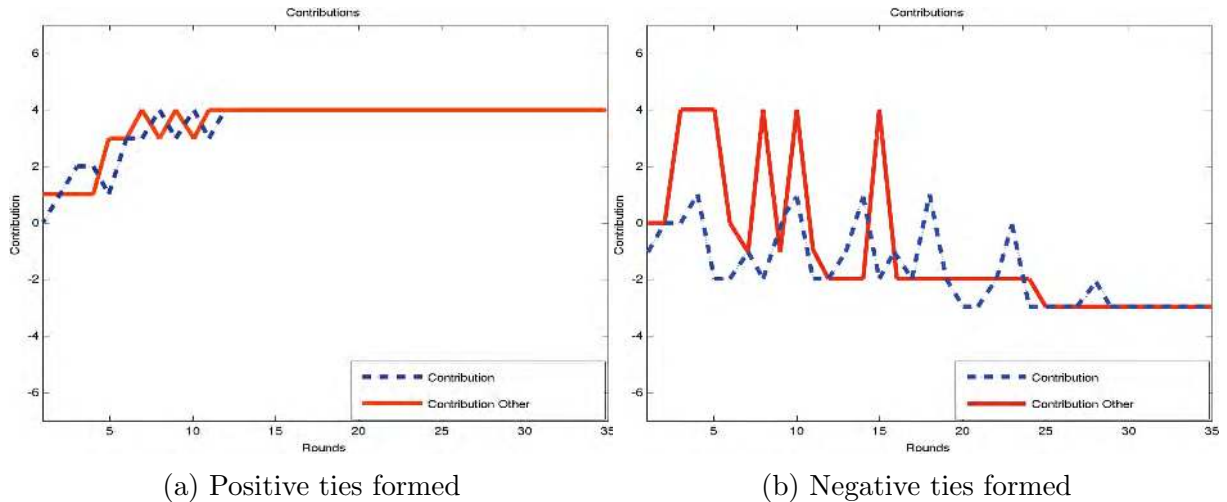 Contributions
6
4
2
0
-2
-4
-6
Contribution
5
10
15
20
25
30
35
Rounds
Contribution
Contribution Other
(a) Positive ties formed
Contributions
6
4
2
0
-2
-4
-6
Contribution
5
10
15
20
25
30
35
Rounds
Contribution
Contribution Other
(b) Negative ties formed